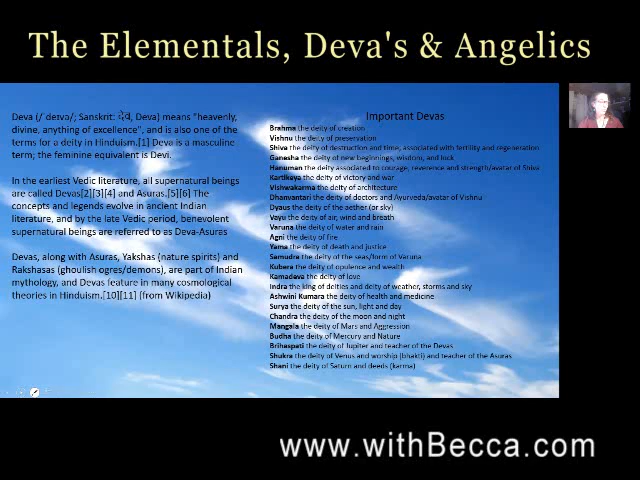 The Elementals, Deva's & Angelics
Deva (/ˈdeɪvə/; Sanskrit: देव, Deva) means "heavenly,
divine, anything of excellence", and is also one of the
terms for a deity in Hinduism.[1] Deva is a masculine
term; the feminine equivalent is Devi.
In the earliest Vedic literature, all supernatural beings
are called Devas[2][3][4] and Asuras.[5][6] The
concepts and legends evolve in ancient Indian
literature, and by the late Vedic period, benevolent
supernatural beings are referred to as Deva-Asuras
Devas, along with Asuras, Yakshas (nature spirits) and
Rakshasas (ghoulish ogres/demons), are part of Indian
mythology, and Devas feature in many cosmological
theories in Hinduism.[10][11] (from Wikipedia)
Important Devas
Brahma the deity of creation
Vishnu the deity of preservation
Shiva the deity of destruction and time, associated with fertility and regeneration
Ganesha the deity of new beginnings, wisdom, and luck
Hanuman the deity associated to courage, reverence and strength/avatar of Shiva
Kartikeya the deity of victory and war
Vishwakarma the deity of architecture
Dhanvantari the deity of doctors and Ayurveda/avatar of Vishnu
Dyaus the deity of the aether (or sky)
Vayu the deity of air, wind and breath
Varuna the deity of water and rain
Agni the deity of fire
Yama the deity of death and justice
Samudra the deity of the seas/form of Varuna
Kubera the deity of opulence and wealth
Kamadeva the deity of love
Indra the king of deities and deity of weather, storms and sky
Ashwini Kumara the deity of health and medicine
Surya the deity of the sun, light and day
Chandra the deity of the moon and night
Mangala the deity of Mars and Aggression
Budha the deity of Mercury and Nature
Brihaspati the deity of Jupiter and teacher of the Devas
Shukra the deity of Venus and worship (bhakti) and teacher of the Asuras
Shani the deity of Saturn and deeds (karma)
www.withBecca.com